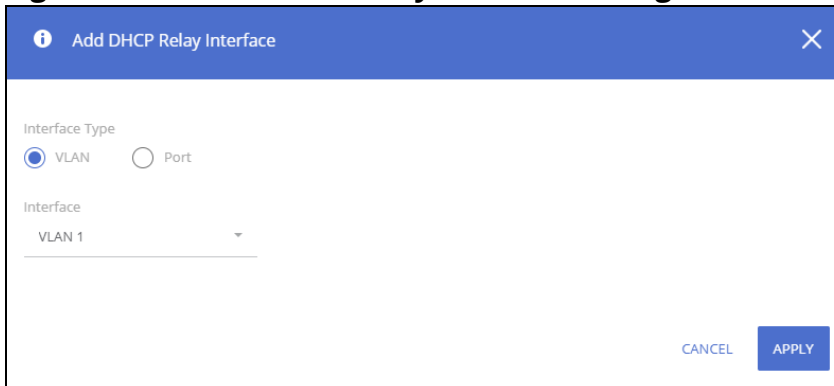 Add DHCP Relay Interface
Interface Type
VLAN Port
Interface
VLAN 1
CANCEL APPLY